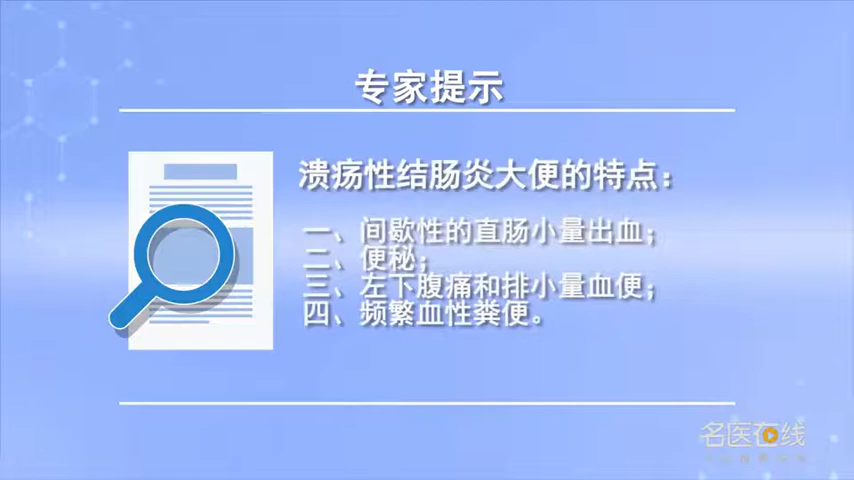 专家提示
溃疡性结肠炎大便的特点：
一、间歇性的直肠小量出血；
二、便秘；
三、左下腹痛和排小量血便；
四、频繁血性粪便。
名医在线